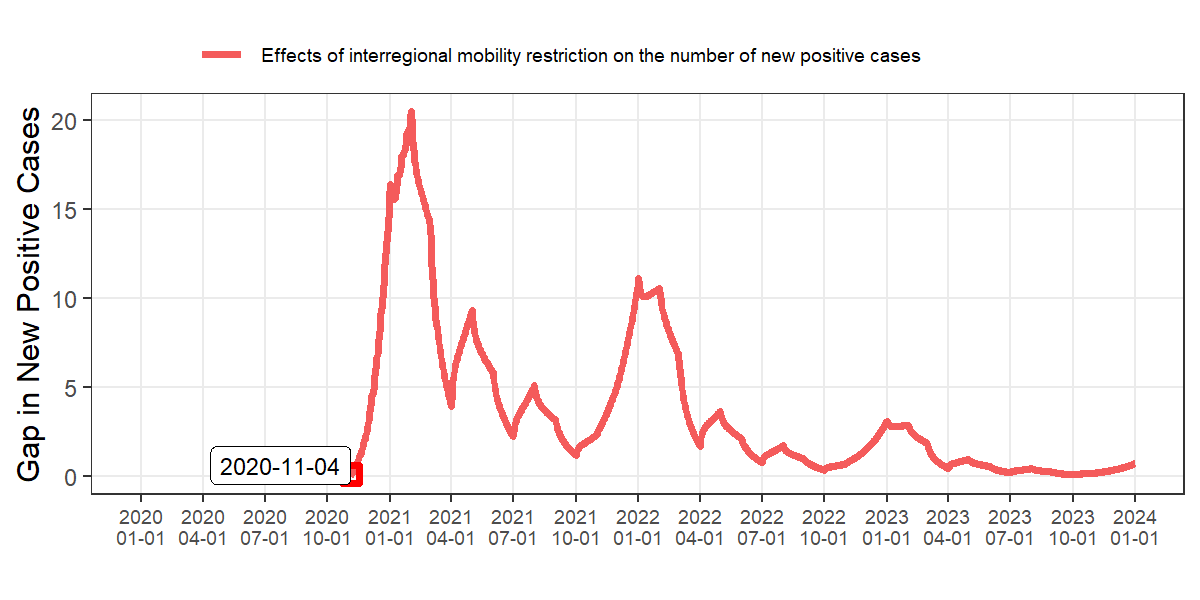 Effects of interregional mobility restriction on the number of new positive cases
Gap in New Positive Cases
20
15
10
5
0
2020-11-04
2020 2020 2020 2020 2021 2021 2021 2021 2022 2022 2022 2022 2023 2023 2023 2023 2024
01-01 04-01 07-01 10-01 01-01 04-01 07-01 10-01 01-01 04-01 07-01 10-01 01-01 04-01 07-01 10-01 01-01